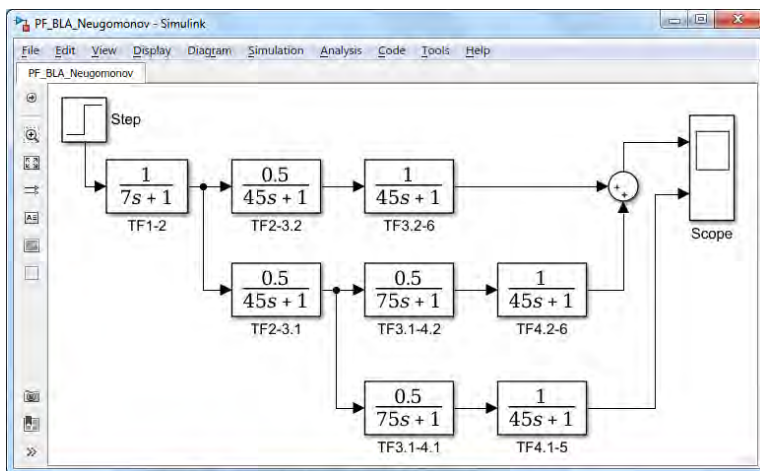 PF_BLA_Neugomonov - Simulink
File Edit View Display Diagram Simulation Analysis Code Tools Help
PF_BLA_Neugomonov
Step
1
7s + 1
TF1-2
0.5
45s + 1
TF2-3.2
1
45s + 1
TF3.2-6
+
+
Scope
0.5
45s + 1
TF2-3.1
0.5
75s + 1
TF3.1-4.2
1
45s + 1
TF4.2-6
0.5
75s + 1
TF3.1-4.1
1
45s + 1
TF4.1-5